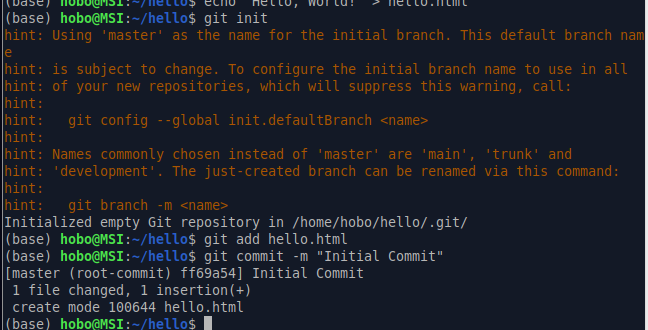 (base) hobo@MSI:~/hello$ echo "Hello, World!" > hello.html
(base) hobo@MSI:~/hello$ git init
hint: Using 'master' as the name for the initial branch. This default branch nam
e
hint: is subject to change. To configure the initial branch name to use in all
hint: of your new repositories, which will suppress this warning, call:
hint:
hint:   git config --global init.defaultBranch <name>
hint:
hint: Names commonly chosen instead of 'master' are 'main', 'trunk' and
hint: 'development'. The just-created branch can be renamed via this command:
hint:
hint:   git branch -m <name>
Initialized empty Git repository in /home/hobo/hello/.git/
(base) hobo@MSI:~/hello$ git add hello.html
(base) hobo@MSI:~/hello$ git commit -m "Initial Commit"
[master (root-commit) ff69a54] Initial Commit
 1 file changed, 1 insertion(+)
 create mode 100644 hello.html
(base) hobo@MSI:~/hello$